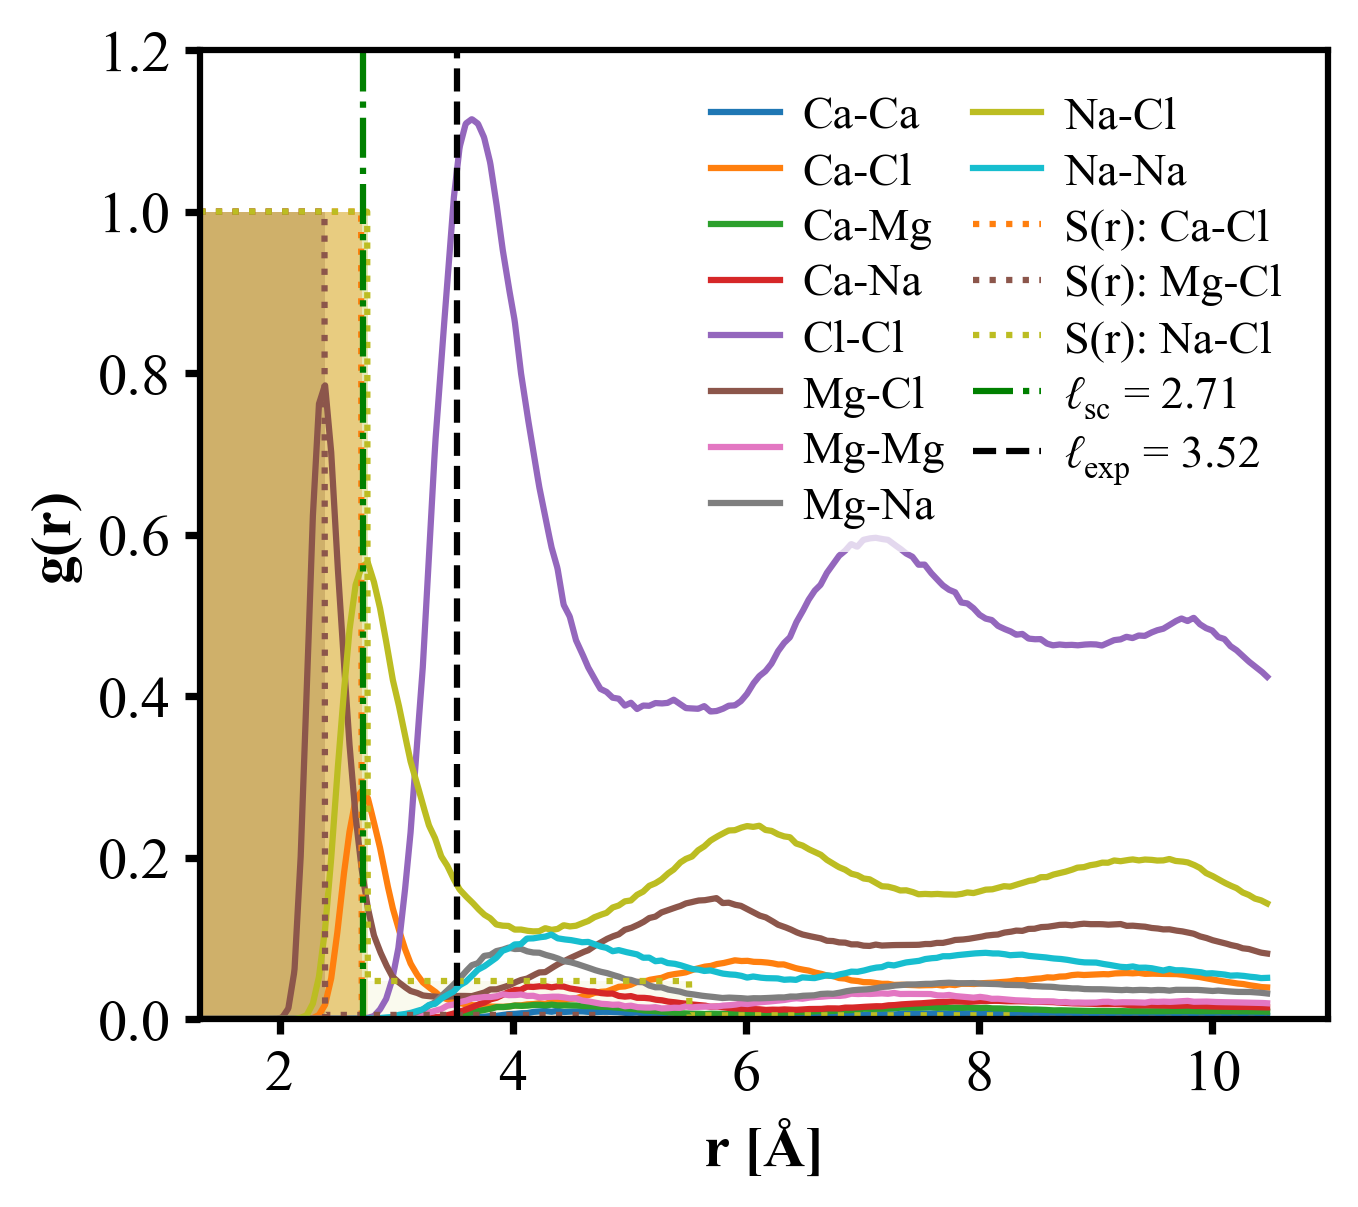 1.2
1.0
0.8
0.6
0.4
0.2
0.0
g(r)
2 4 6 8 10
r [Å]
Ca-Ca
Ca-Cl
Ca-Mg
Ca-Na
Cl-Cl
Mg-Cl
Mg-Mg
Mg-Na
Na-Cl
Na-Na
S(r): Ca-Cl
S(r): Mg-Cl
S(r): Na-Cl
ℓsc = 2.71
ℓexp = 3.52